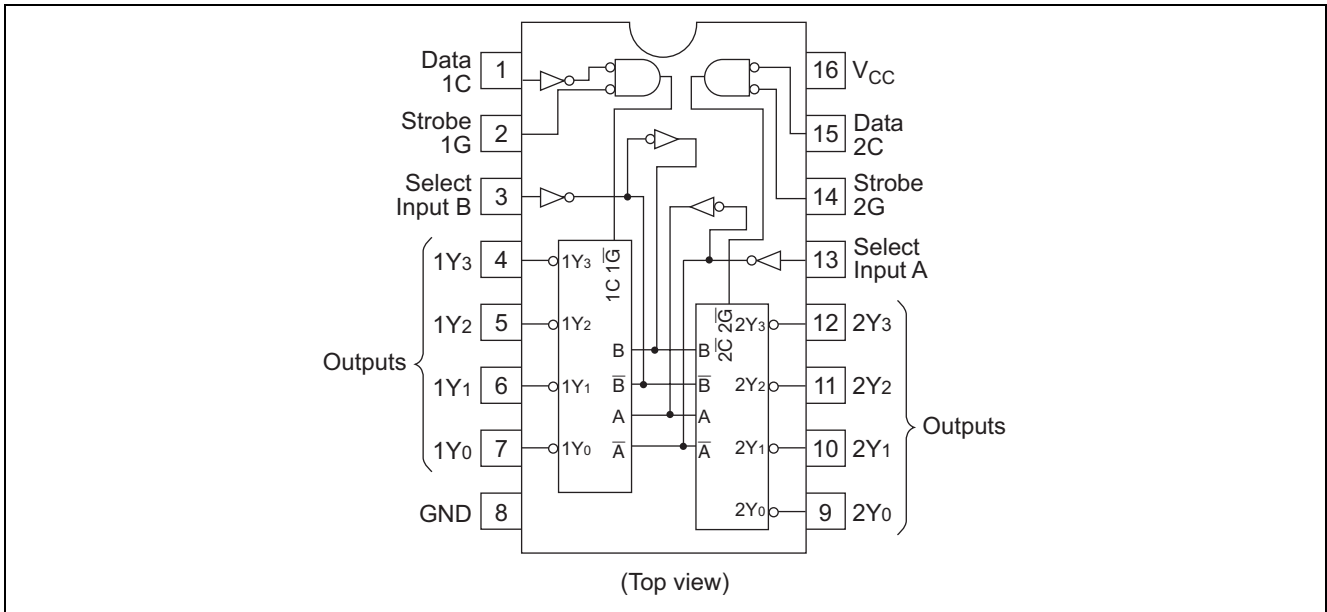 Data
1C
1
Strobe
1G
2
Select
Input B
3
1Y3
4
1Y2
5
Outputs
1Y1
6
1Y0
7
GND
8
16
VCC
15
Data
2C
14
Strobe
2G
13
Select
Input A
12
2Y3
11
2Y2
Outputs
10
2Y1
9
2Y0
1Y3
1Y2
1Y1
1Y0
1C 1G̅
B
B̅
A
A̅
B
B̅
A
A̅
2C̅ 2G̅
2Y3
2Y2
2Y1
2Y0
(Top view)